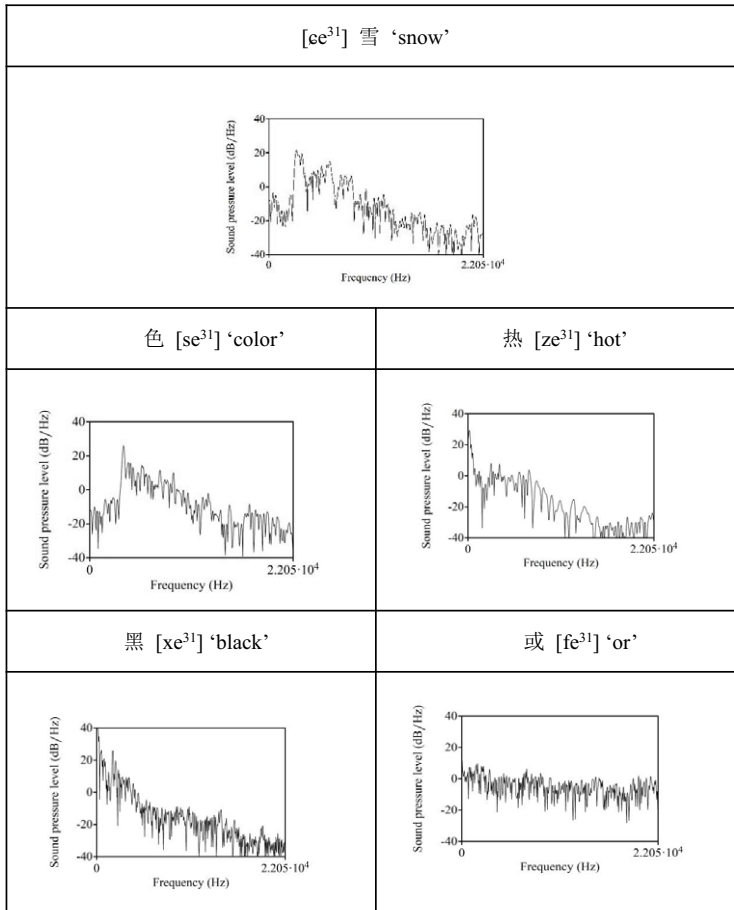 [ɕe³¹] 雪 ‘snow’
Sound pressure level (dB/Hz)
40
20
0
-20
-40
0
2.205·10⁴
Frequency (Hz)
色 [se³¹] ‘color’
热 [ze³¹] ‘hot’
Sound pressure level (dB/Hz)
40
20
0
-20
-40
0
2.205·10⁴
Frequency (Hz)
Sound pressure level (dB/Hz)
40
20
0
-20
-40
0
2.205·10⁴
Frequency (Hz)
黑 [xe³¹] ‘black’
或 [fe³¹] ‘or’
Sound pressure level (dB/Hz)
40
20
0
-20
-40
0
2.205·10⁴
Frequency (Hz)
Sound pressure level (dB/Hz)
40
20
0
-20
-40
0
2.205·10⁴
Frequency (Hz)